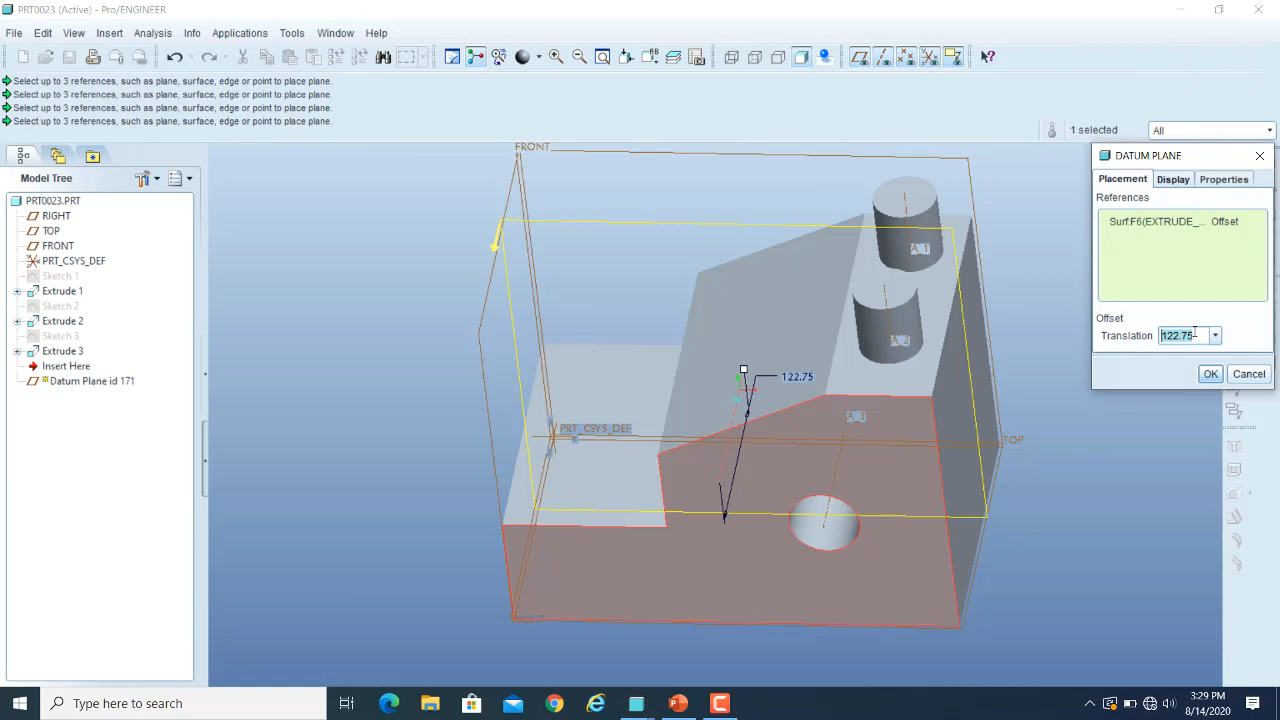 PRT0023 (Active) - Pro/ENGINEER
File Edit View Insert Analysis Info Applications Tools Window Help
Select up to 3 references, such as plane, surface, edge or point to place plane.
Select up to 3 references, such as plane, surface, edge or point to place plane.
Select up to 3 references, such as plane, surface, edge or point to place plane.
Select up to 3 references, such as plane, surface, edge or point to place plane.
1 selected
All
Model Tree
PRT0023.PRT
RIGHT
TOP
FRONT
PRT_CSYS_DEF
Sketch 1
Extrude 1
Sketch 2
Extrude 2
Sketch 3
Extrude 3
Insert Here
Datum Plane id 171
FRONT
A_1
A_2
122.75
A_3
PRT_CSYS_DEF
TOP
RIGHT
DATUM PLANE
Placement Display Properties
References
Surf:F6(EXTRUDE_... Offset
Offset
Translation 122.75
OK Cancel
Type here to search
3:29 PM
8/14/2020